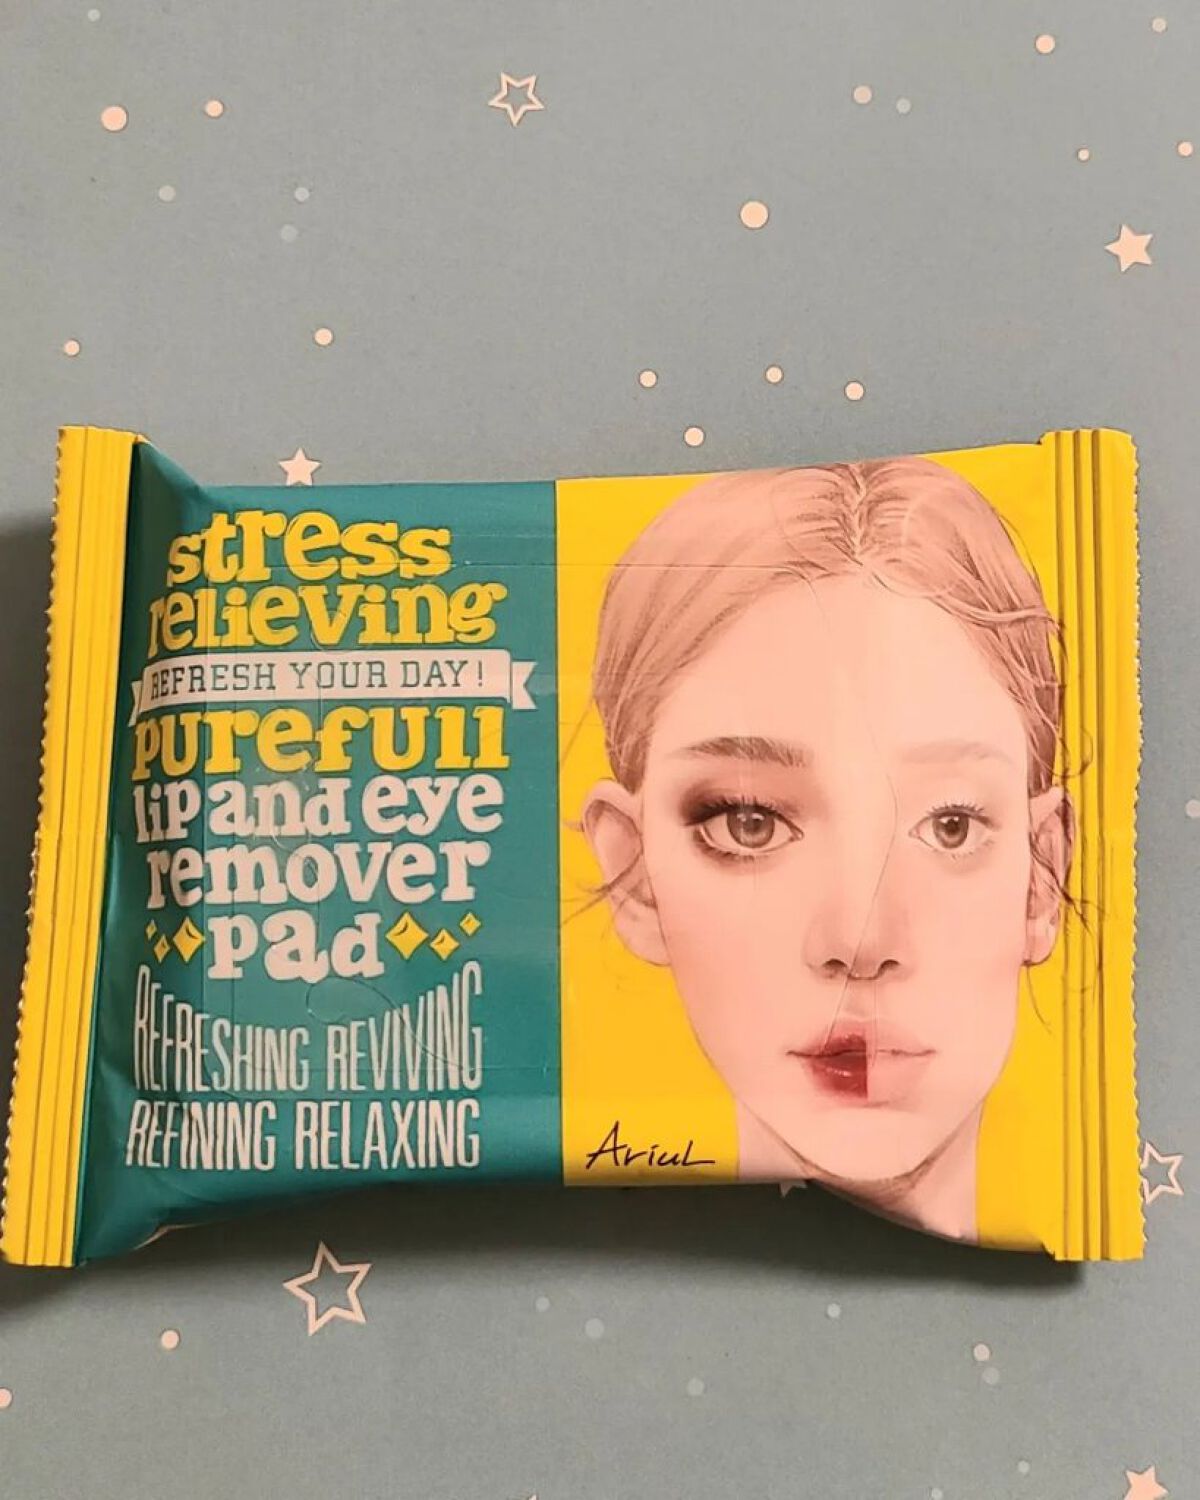 stress
relieving
REFRESH YOUR DAY!
purefull
lip and eye
remover
pad
REFRESHING REVIVING
REFINING RELAXING
Ariul